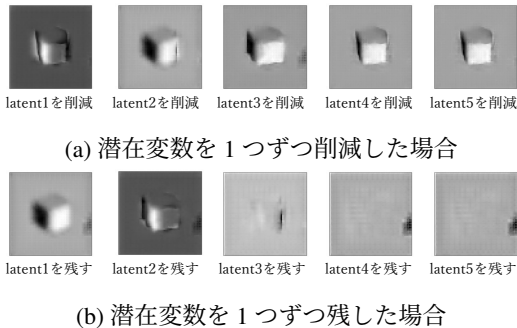 latent1を削減 latent2を削減 latent3を削減 latent4を削減 latent5を削減
(a) 潜在変数を 1 つずつ削減した場合
latent1を残す latent2を残す latent3を残す latent4を残す latent5を残す
(b) 潜在変数を 1 つずつ残した場合